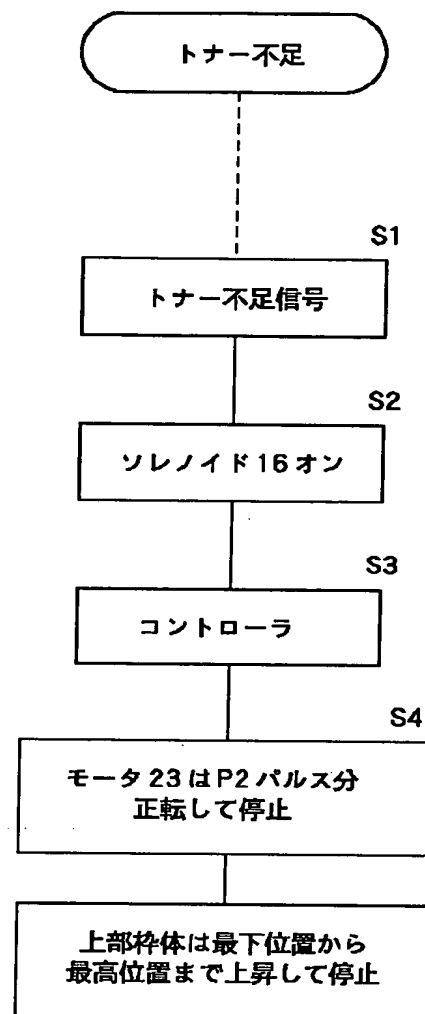 トナー不足
S1
トナー不足信号
S2
ソレノイド16オン
S3
コントローラ
S4
モータ23はP2パルス分
正転して停止
上部枠体は最下位置から
最高位置まで上昇して停止